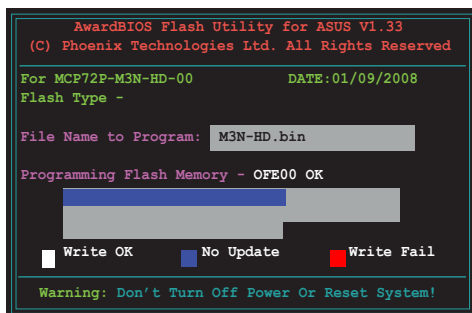 AwardBIOS Flash Utility for ASUS V1.33
(C) Phoenix Technologies Ltd. All Rights Reserved
For MCP72P-M3N-HD-00 DATE:01/09/2008
Flash Type -
File Name to Program: M3N-HD.bin
Programming Flash Memory - OFE00 OK
Write OK No Update Write Fail
Warning: Don't Turn Off Power Or Reset System!